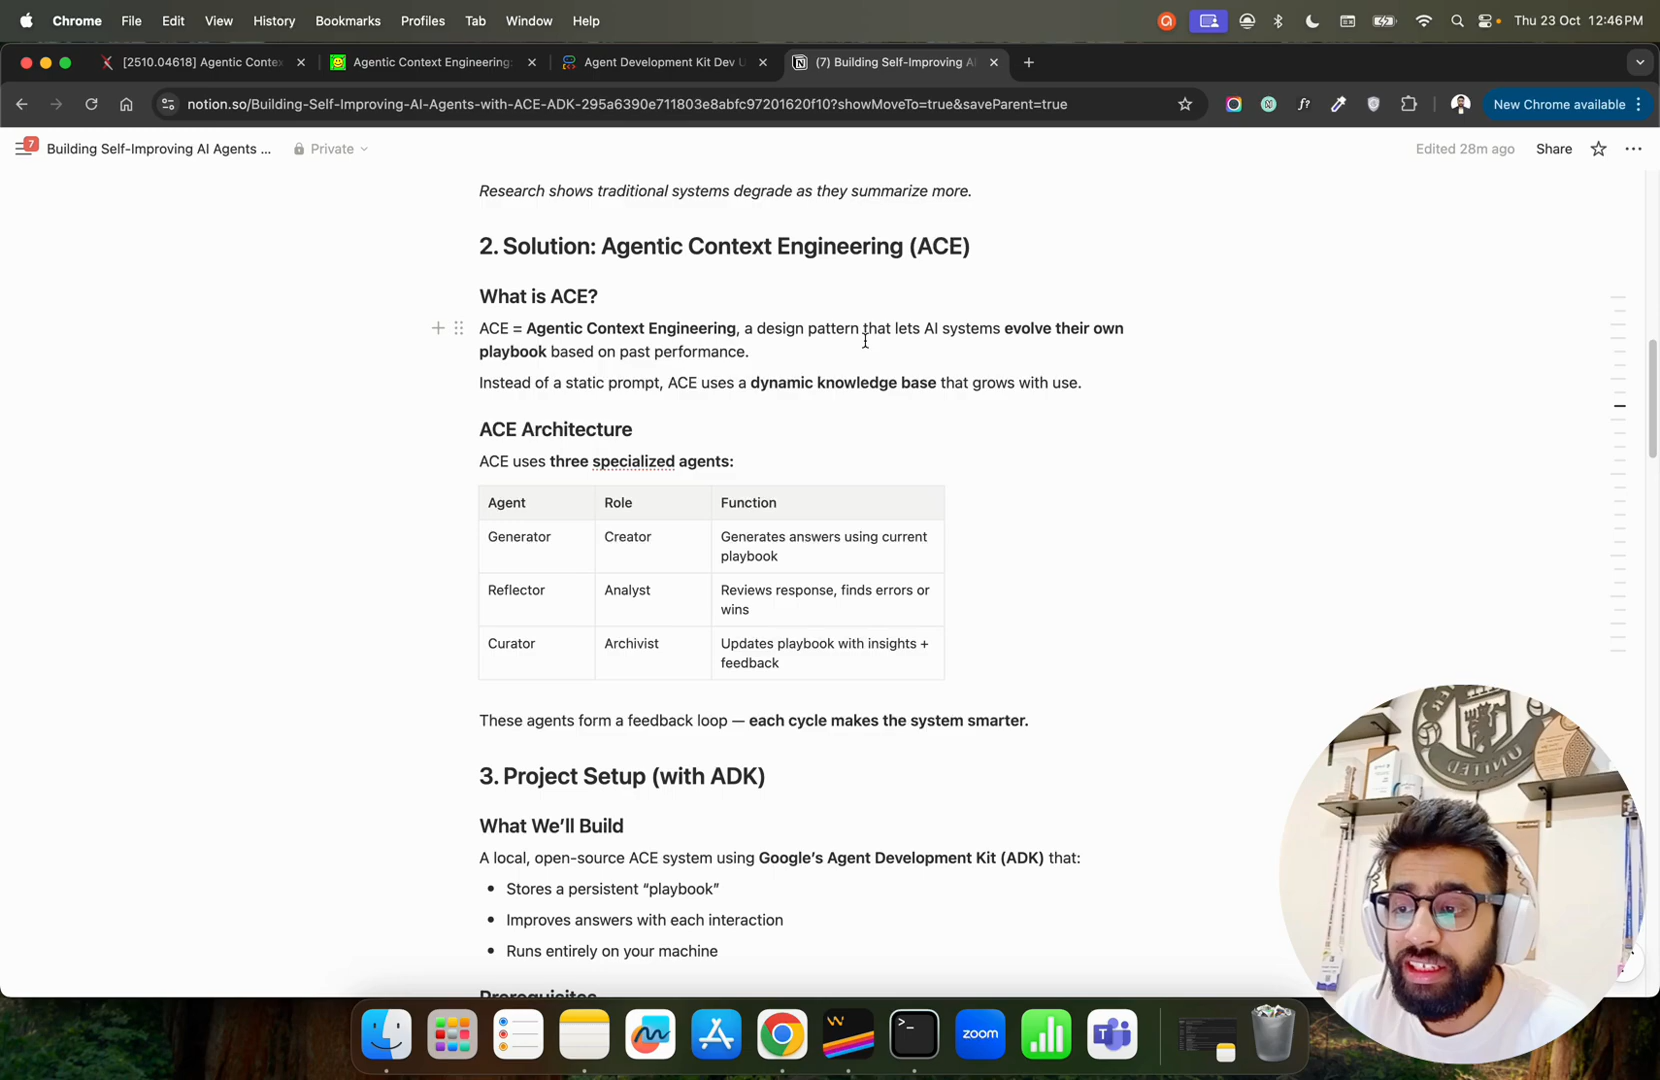 Chrome File Edit View History Bookmarks Profiles Tab Window Help Thu 23 Oct 12:46 PM
[2510.04618] Agentic Contex
Agentic Context Engineering:
Agent Development Kit Dev U
(7) Building Self-Improving AI
notion.so/Building-Self-Improving-AI-Agents-with-ACE-ADK-295a6390e711803e8abfc97201620f10?showMoveTo=true&saveParent=true
New Chrome available
7
Building Self-Improving AI Agents ... Private
Edited 28m ago Share
Research shows traditional systems degrade as they summarize more.
2. Solution: Agentic Context Engineering (ACE)
What is ACE?
ACE = Agentic Context Engineering, a design pattern that lets AI systems evolve their own
playbook based on past performance.
Instead of a static prompt, ACE uses a dynamic knowledge base that grows with use.
ACE Architecture
ACE uses three specialized agents:
Agent Role Function
Generator Creator Generates answers using current
playbook
Reflector Analyst Reviews response, finds errors or
wins
Curator Archivist Updates playbook with insights +
feedback
These agents form a feedback loop — each cycle makes the system smarter.
3. Project Setup (with ADK)
What We'll Build
A local, open-source ACE system using Google's Agent Development Kit (ADK) that:
• Stores a persistent “playbook”
• Improves answers with each interaction
• Runs entirely on your machine
Prerequisites
UNITED
zoom